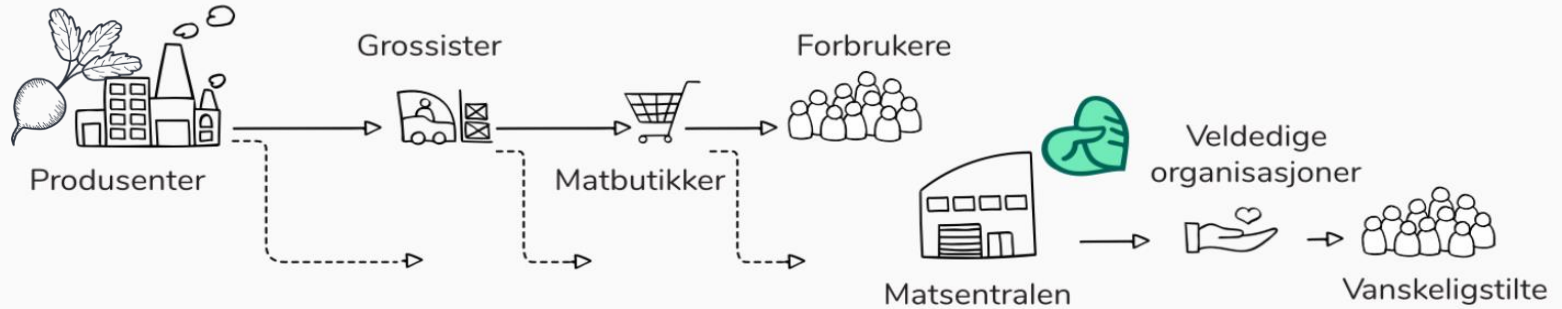 Grossister
Forbrukere
Produsenter
Matbutikker
Veldedige
organisasjoner
Matsentralen
Vanskeligstilte